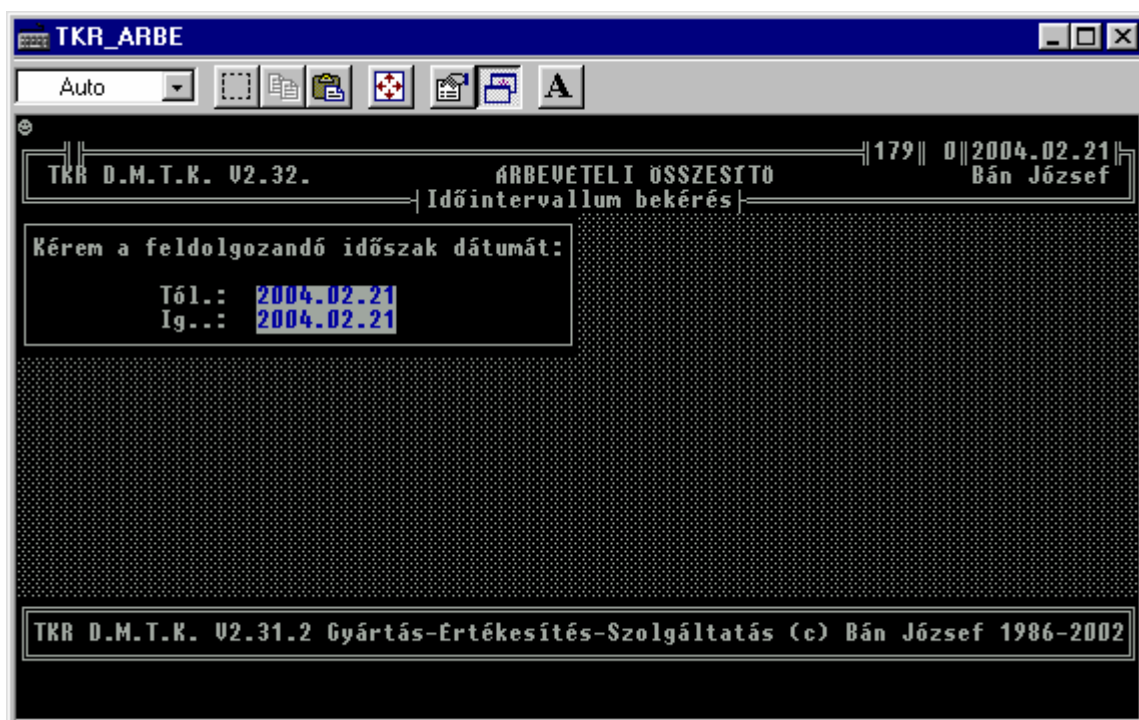 TKR_ARBE
Auto
A
179 0 2004.02.21
TKR D.M.T.K. V2.32. ÁRBEVÉTELI ÖSSZESÍTŐ Bán József
Időintervallum bekérés
Kérem a feldolgozandó időszak dátumát:
Tól.: 2004.02.21
Ig..: 2004.02.21
TKR D.M.T.K. V2.31.2 Gyártás-Értékesítés-Szolgáltatás (c) Bán József 1986-2002